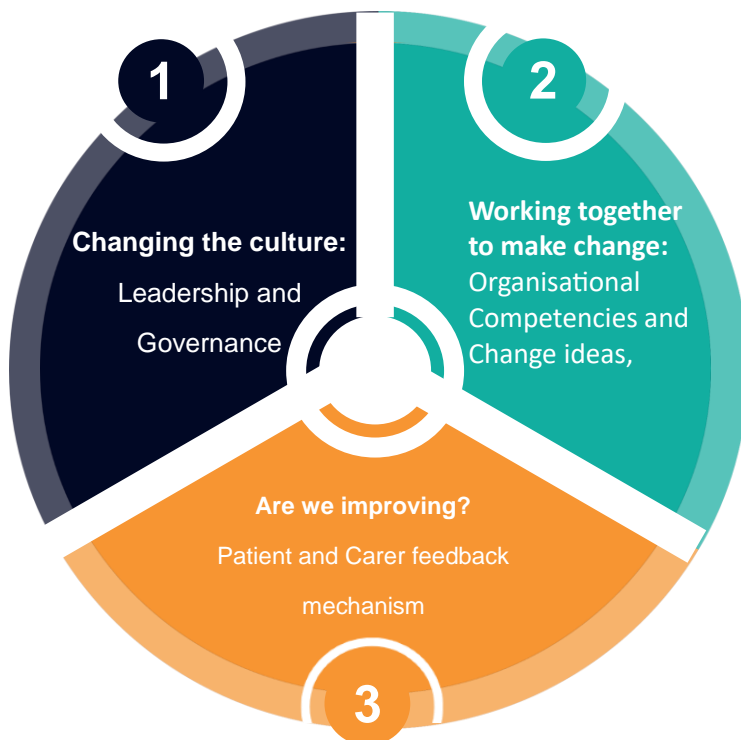 1
Changing the culture:
Leadership and
Governance
2
Working together
to make change:
Organisational
Competencies and
Change ideas,
Are we improving?
Patient and Carer feedback
mechanism
3